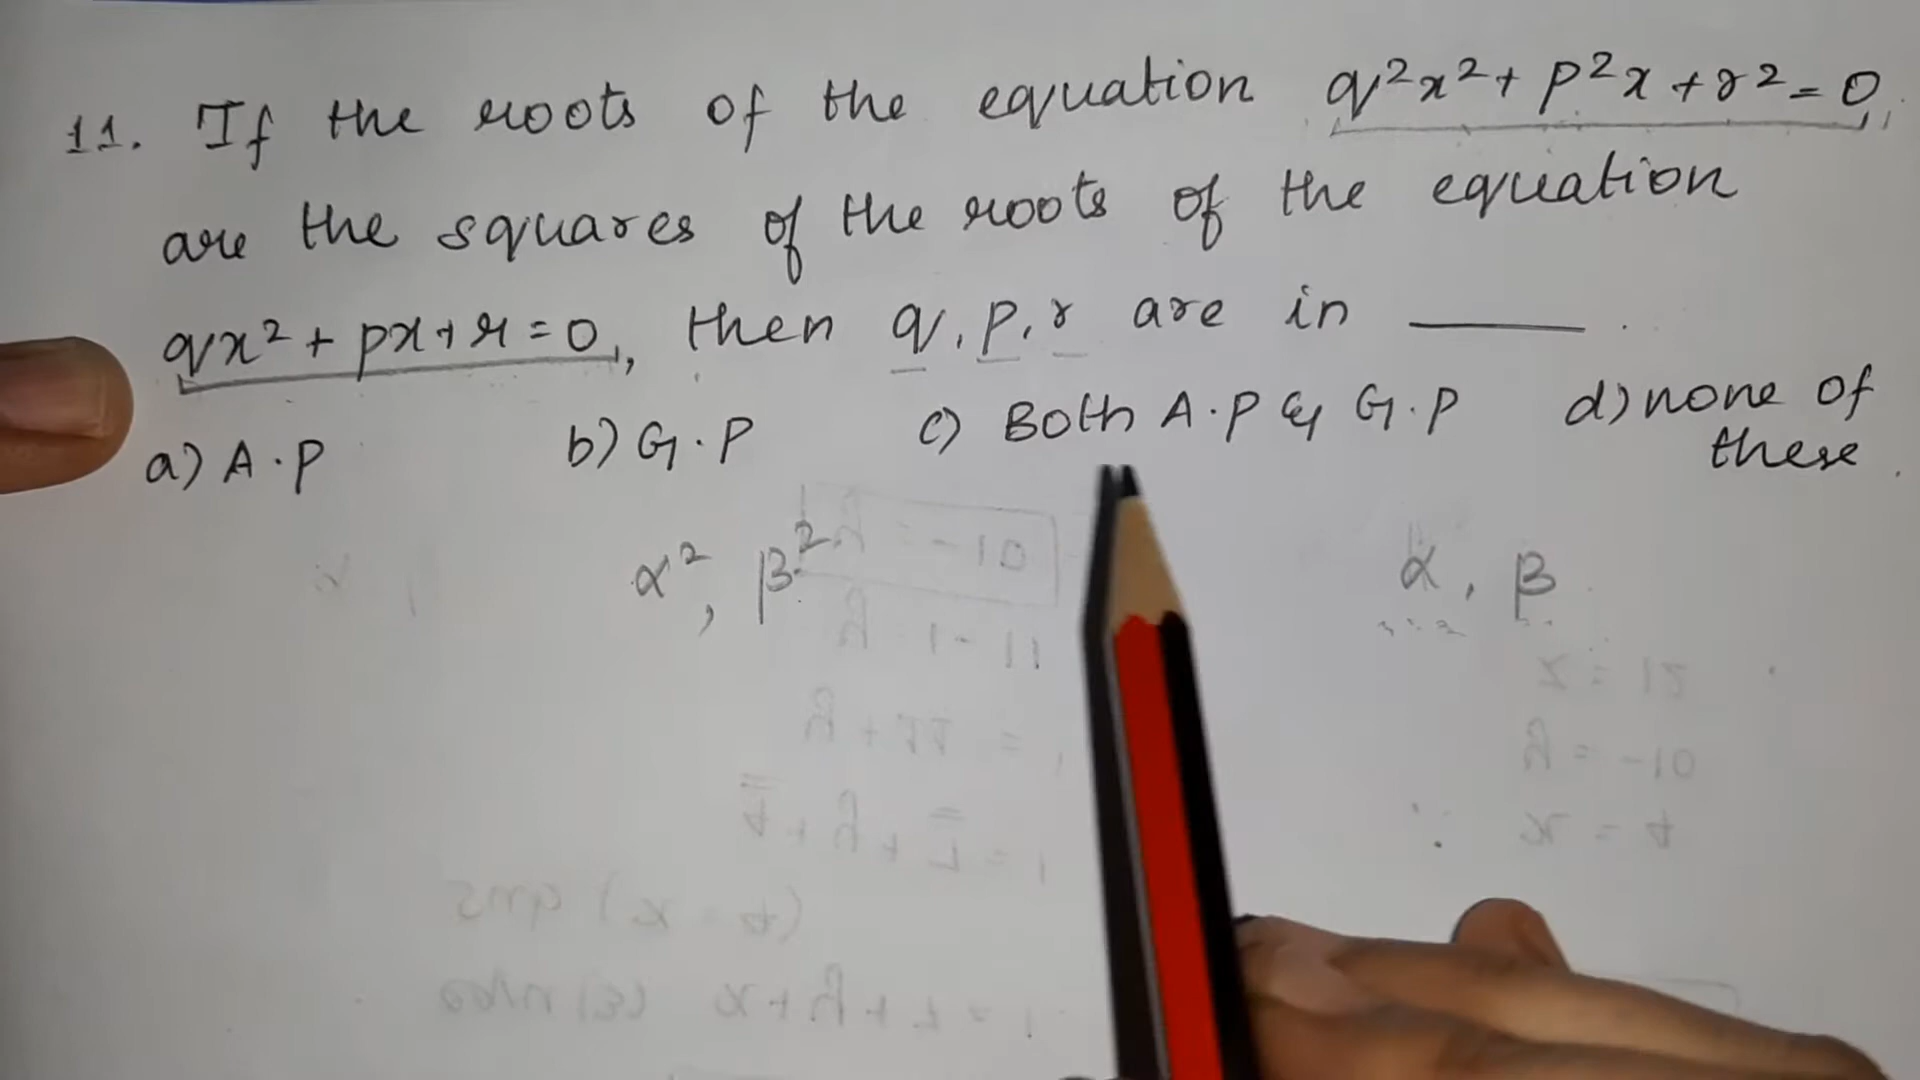 11. If the roots of the equation q²x² + p²x + r² = 0,
are the squares of the roots of the equation
qx² + px + r = 0, then q, p, r are in ______.
a) A.P b) G.P c) Both A.P & G.P d) none of these.
α², β² α, β